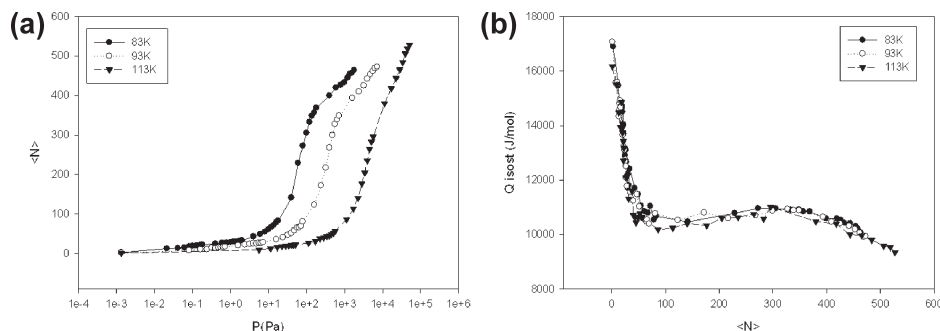 (a)
600
500
400
300
200
100
0
<N>
83K
93K
113K
1e-4 1e-3 1e-2 1e-1 1e+0 1e+1 1e+2 1e+3 1e+4 1e+5 1e+6
P(Pa)
(b)
18000
16000
14000
12000
10000
8000
Q isost (J/mol)
83K
93K
113K
-100 0 100 200 300 400 500 600
<N>